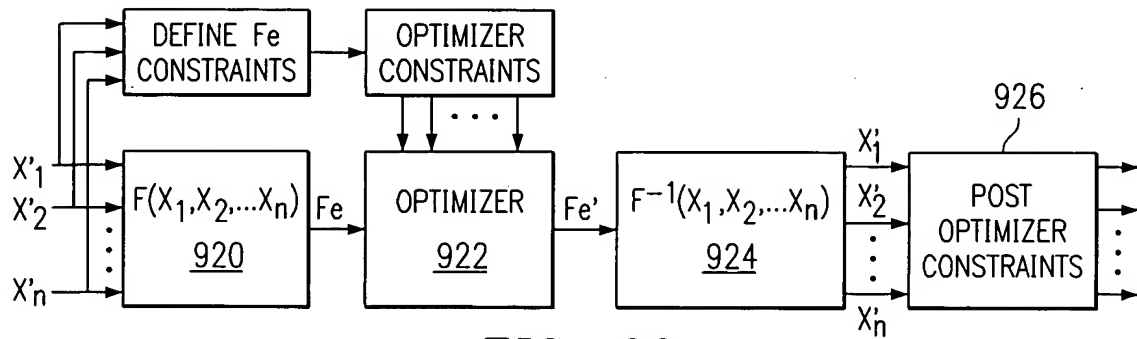 DEFINE Fe
CONSTRAINTS
OPTIMIZER
CONSTRAINTS
926
X'1
X'2
X'n
F(X1,X2,...Xn)
920
Fe
OPTIMIZER
922
Fe'
F-1(X1,X2,...Xn)
924
X'1
X'2
X'n
POST
OPTIMIZER
CONSTRAINTS